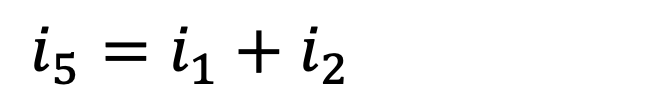 i₅ = i₁ + i₂